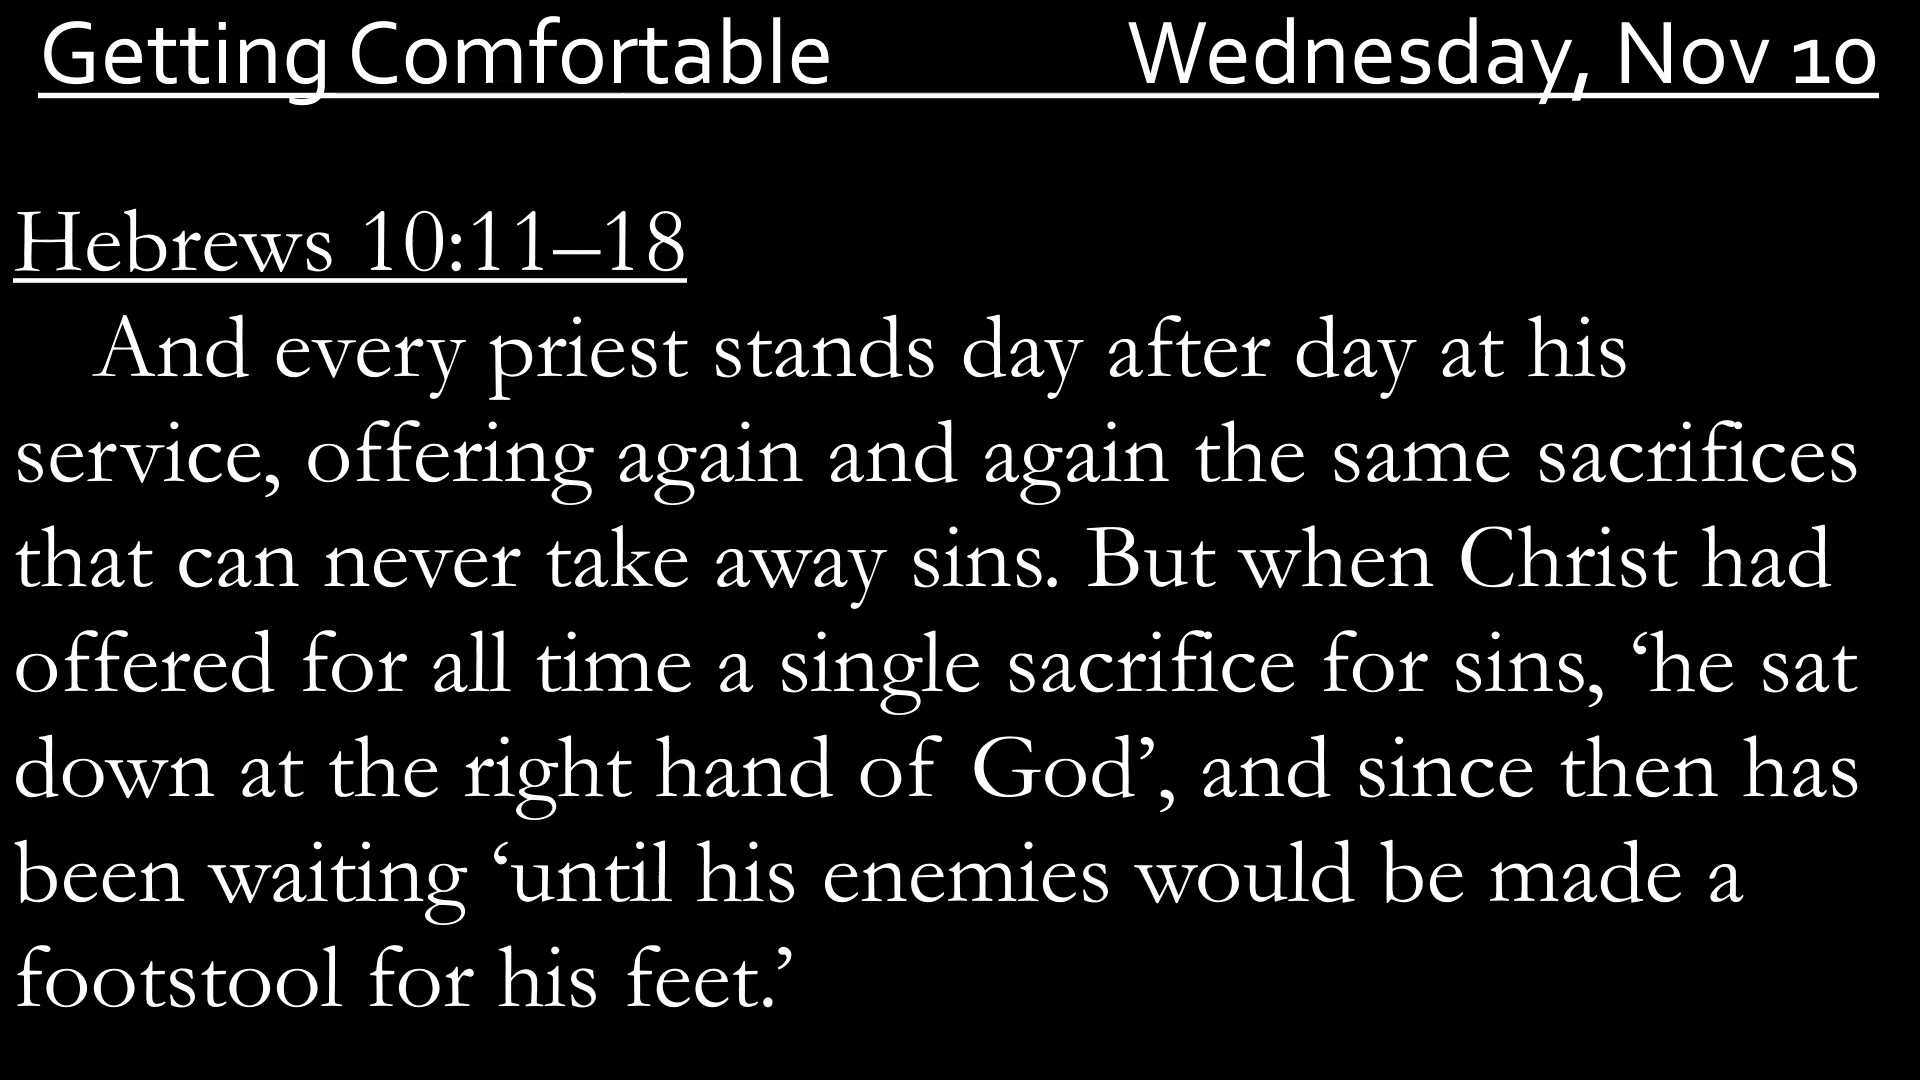 Getting Comfortable Wednesday, Nov 10
Hebrews 10:11–18
And every priest stands day after day at his
service, offering again and again the same sacrifices
that can never take away sins. But when Christ had
offered for all time a single sacrifice for sins, ‘he sat
down at the right hand of God’, and since then has
been waiting ‘until his enemies would be made a
footstool for his feet.’